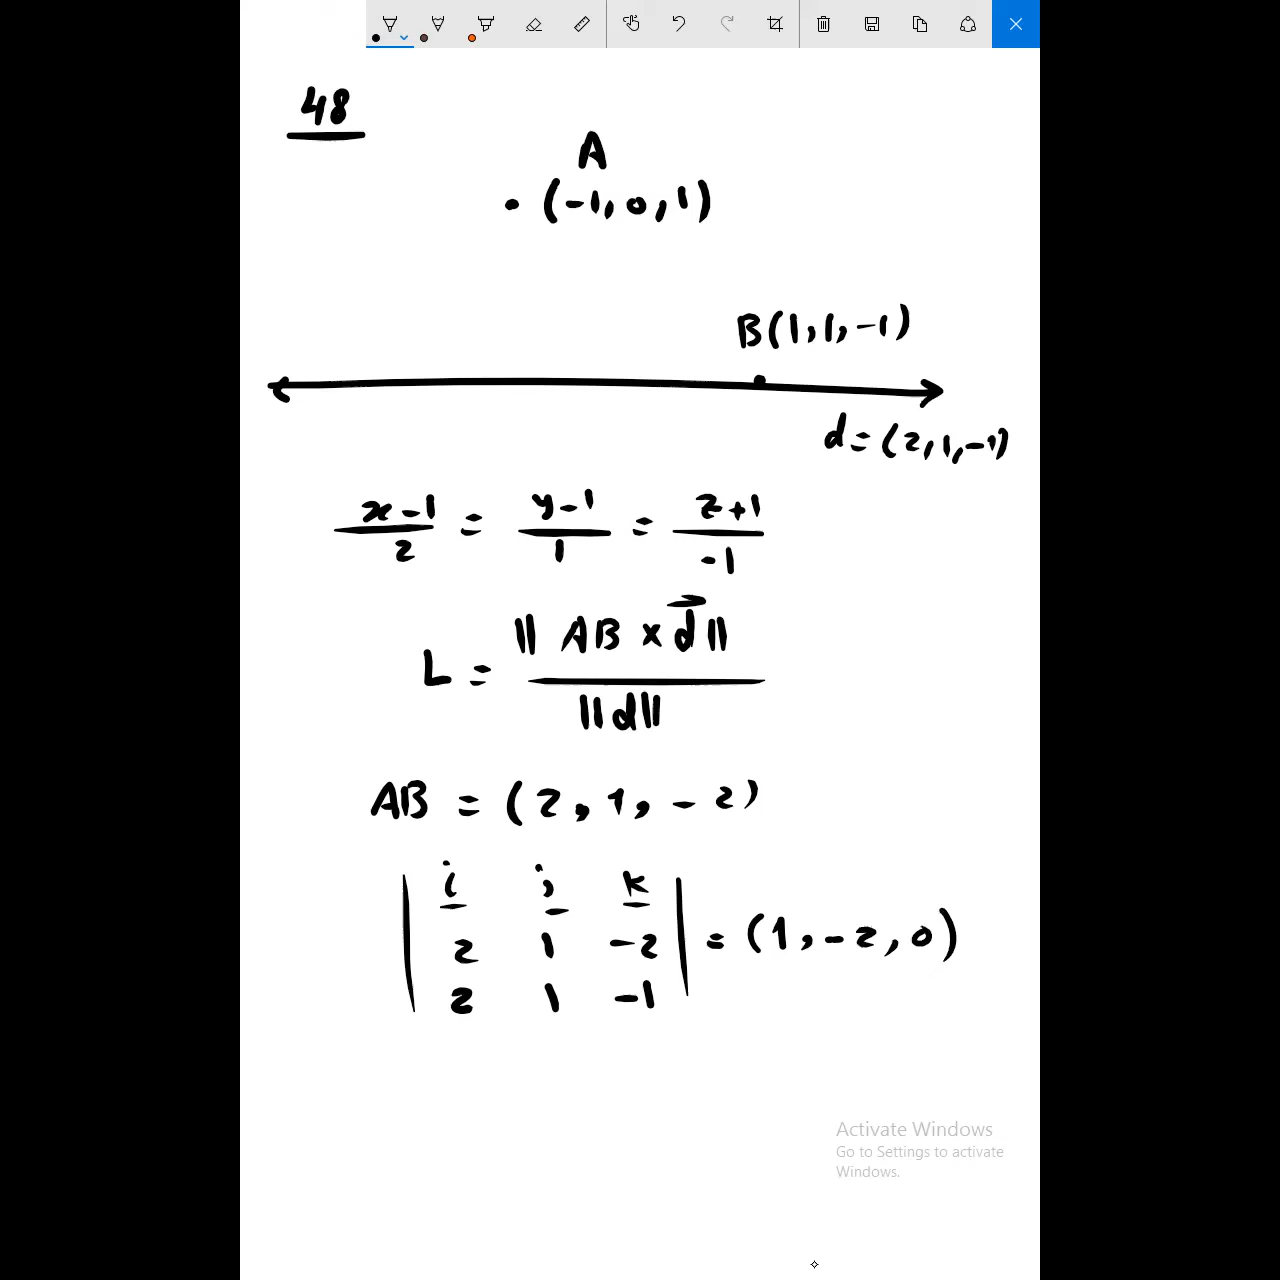 48
A
. (-1, 0, 1)
B(1, 1, -1)
d = (2, 1, -1)
x-1/2 = y-1/1 = z+1/-1
L = || AB × d⃗ || / ||d||
AB = (2, 1, -2)
| i j k |
| 2 1 -2 | = (1, -2, 0)
| 2 1 -1 |
Activate Windows
Go to Settings to activate
Windows.